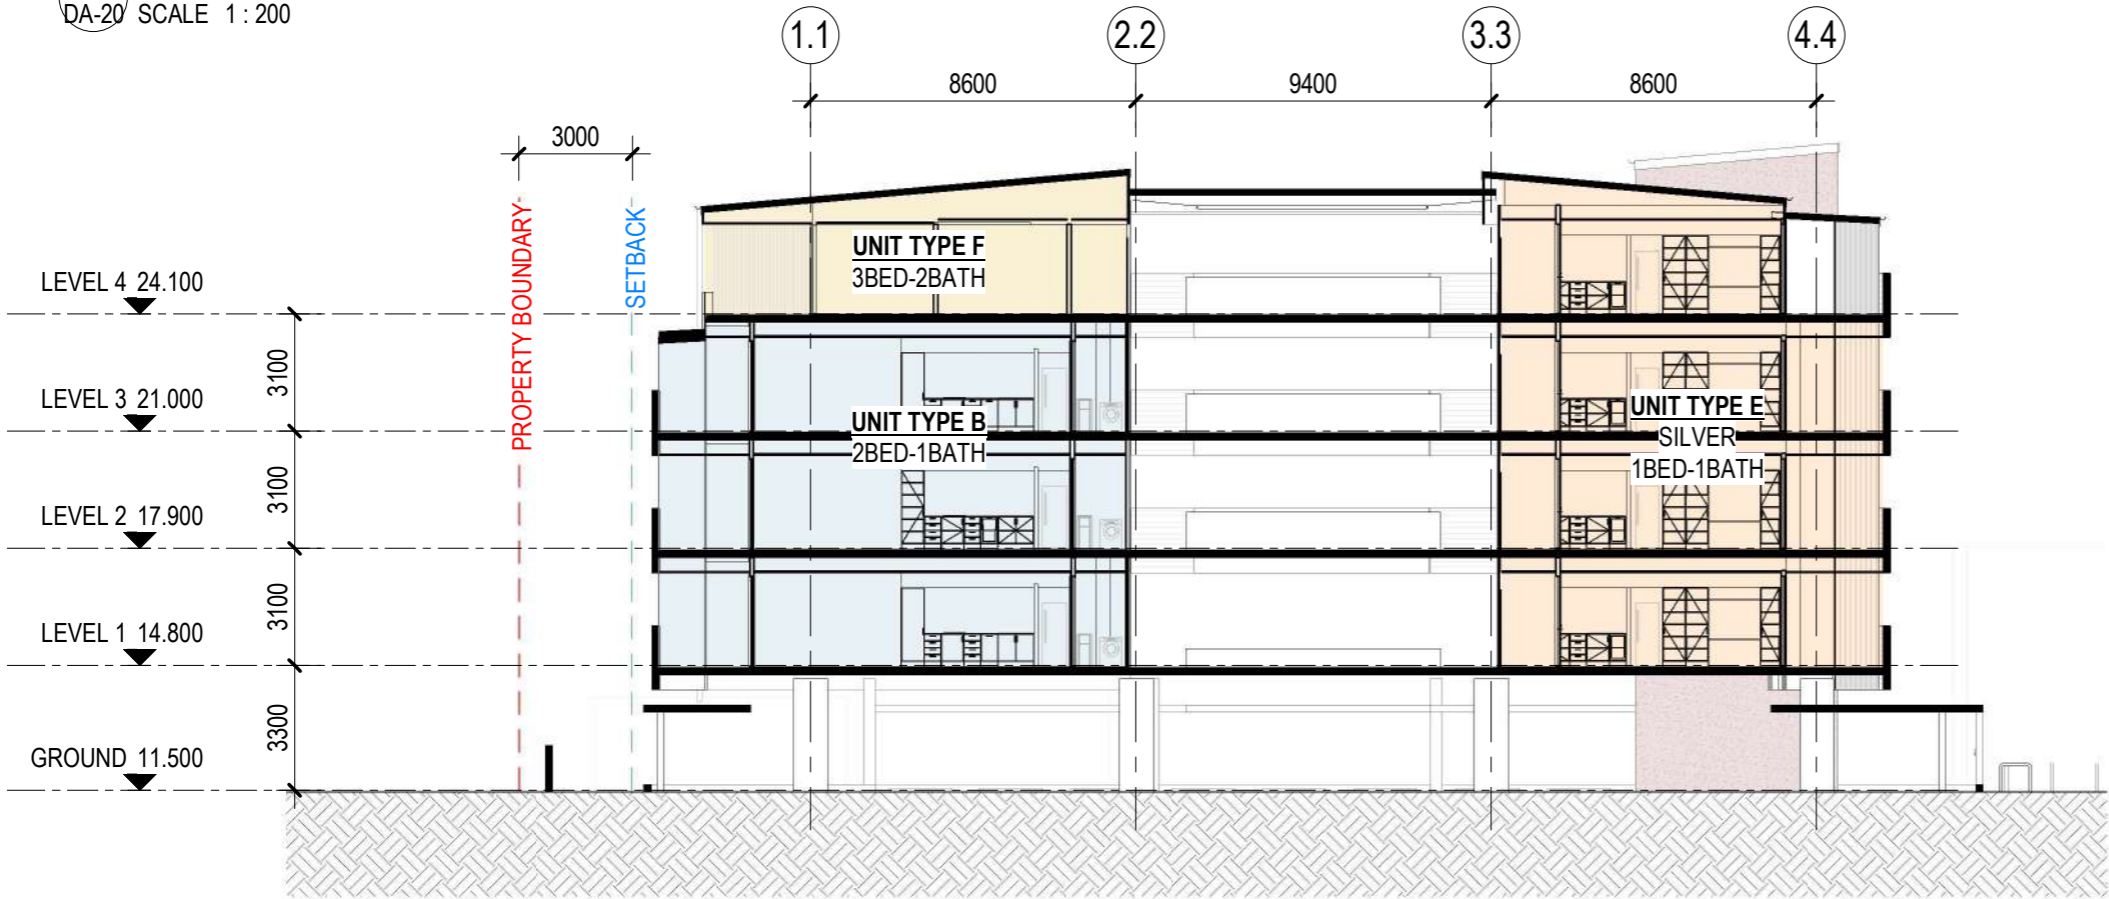 DA-20 SCALE 1 : 200
1.1 2.2 3.3 4.4
8600 9400 8600
3000
PROPERTY BOUNDARY
SETBACK
UNIT TYPE F
3BED-2BATH
LEVEL 4 24.100
3100
LEVEL 3 21.000
UNIT TYPE B
2BED-1BATH
UNIT TYPE E
SILVER
1BED-1BATH
3100
LEVEL 2 17.900
3100
LEVEL 1 14.800
3300
GROUND 11.500